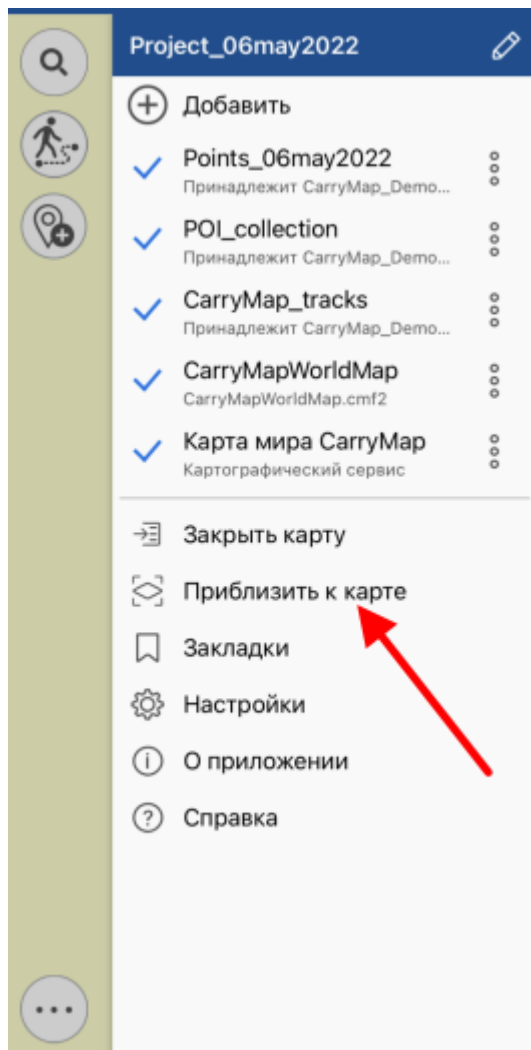 Project_06may2022
Добавить
Points_06may2022
Принадлежит CarryMap_Demo...
POI_collection
Принадлежит CarryMap_Demo...
CarryMap_tracks
Принадлежит CarryMap_Demo...
CarryMapWorldMap
CarryMapWorldMap.cmf2
Карта мира CarryMap
Картографический сервис
Закрыть карту
Приблизить к карте
Закладки
Настройки
О приложении
Справка